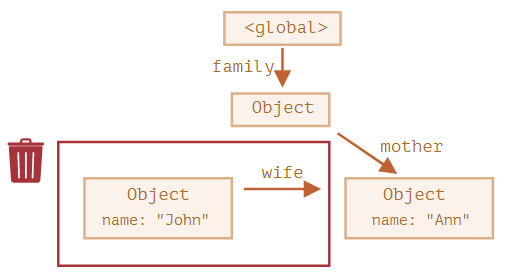 <global>
family
Object
mother
wife
Object
name: "John"
Object
name: "Ann"